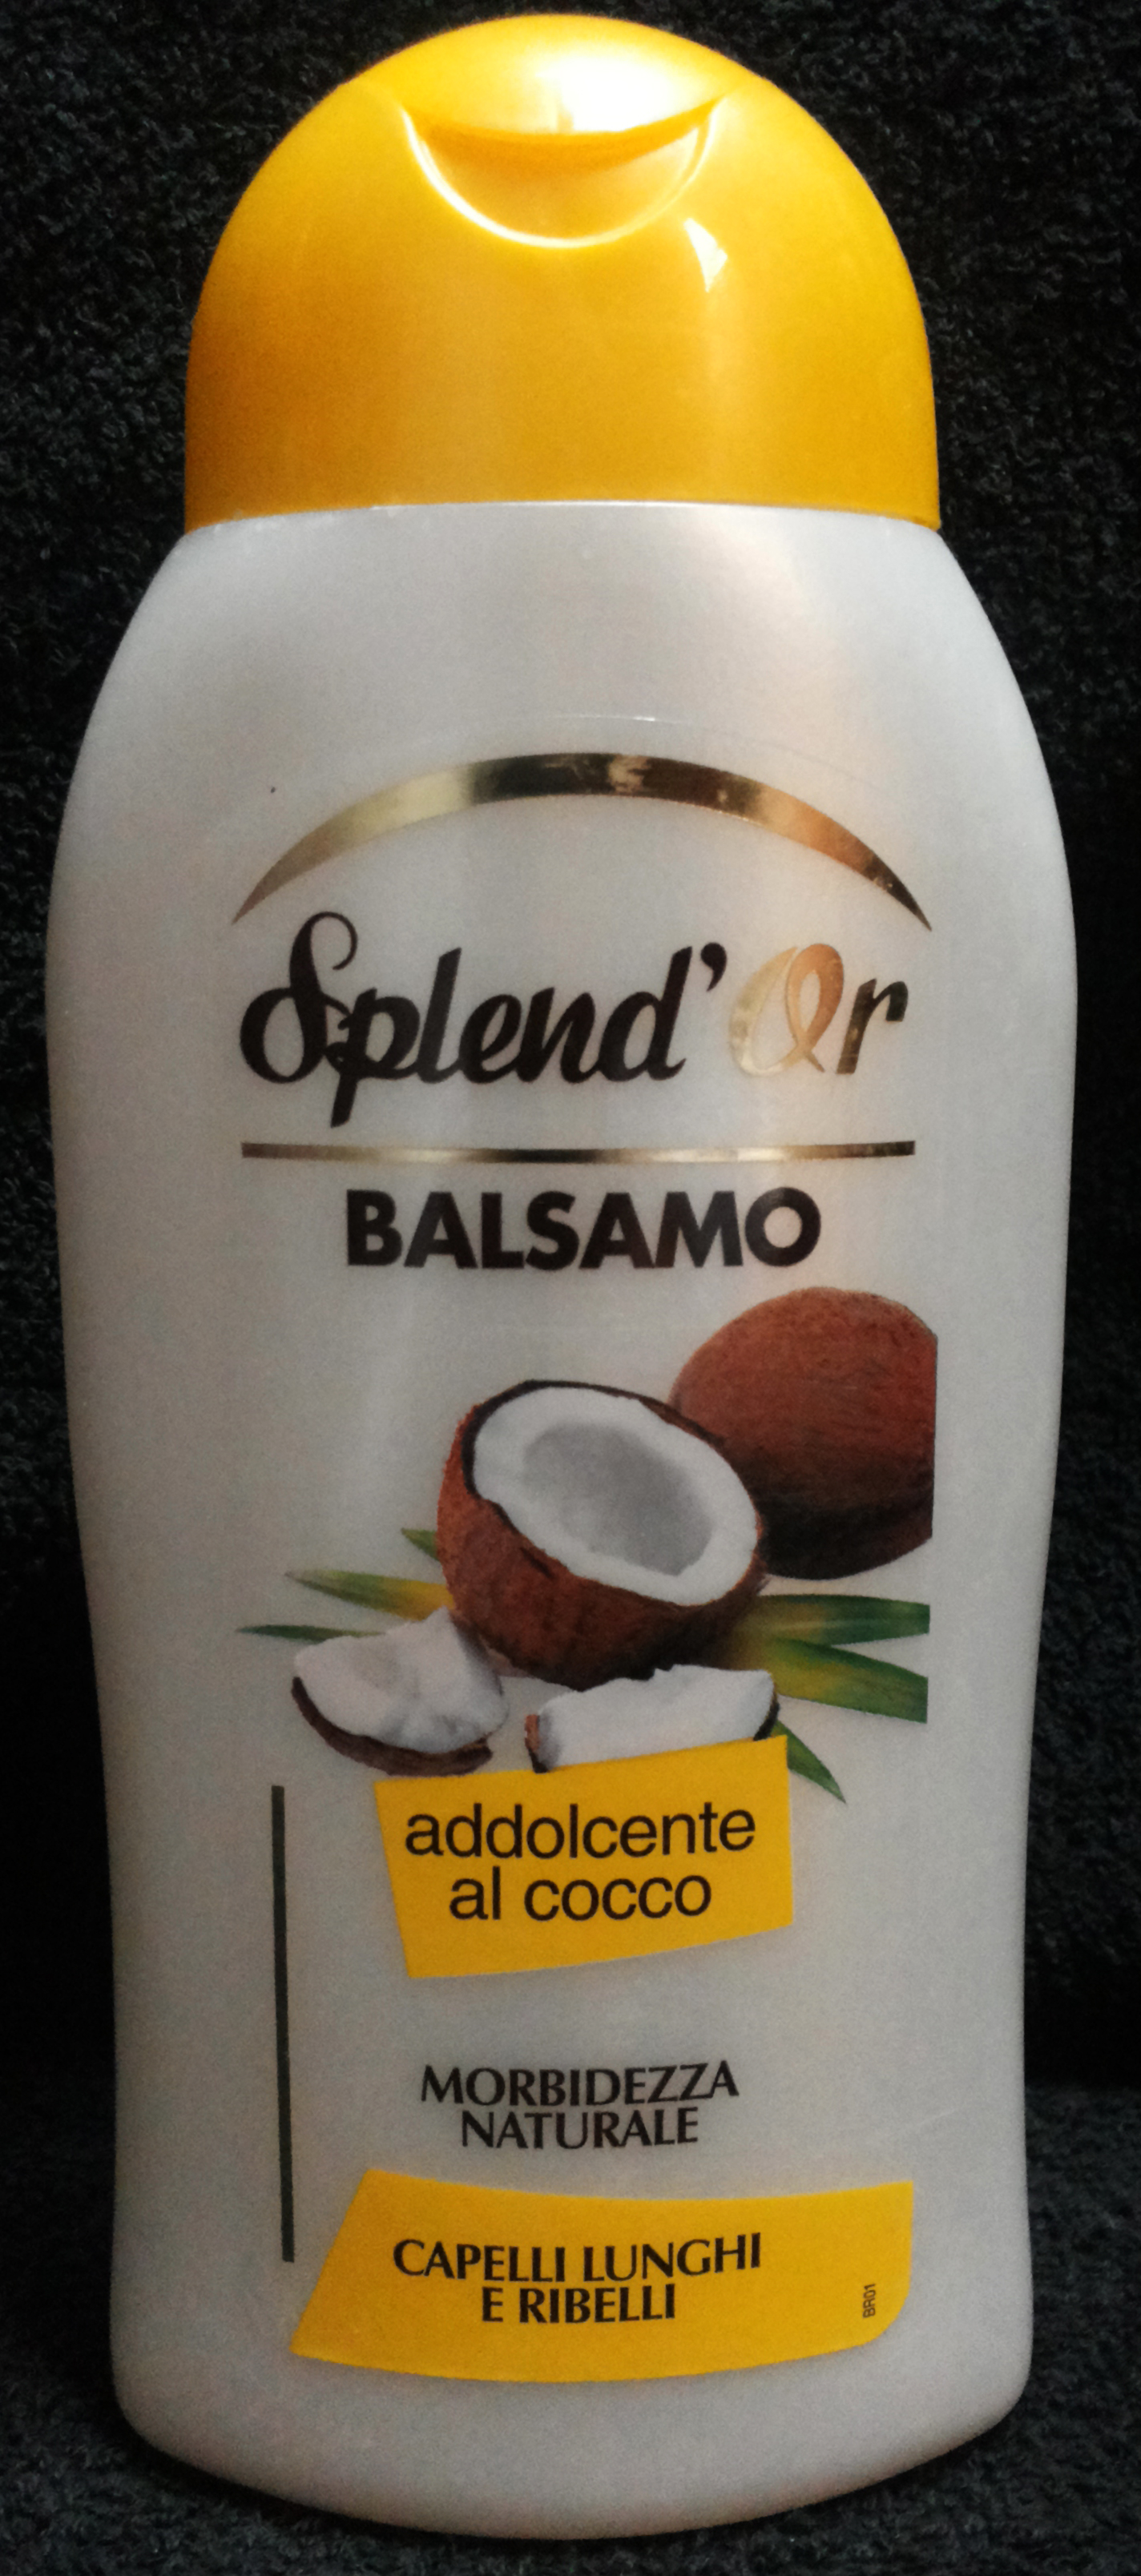 Splend'Or
BALSAMO
addolcente
al cocco
MORBIDEZZA
NATURALE
CAPELLI LUNGHI
E RIBELLI
BR01